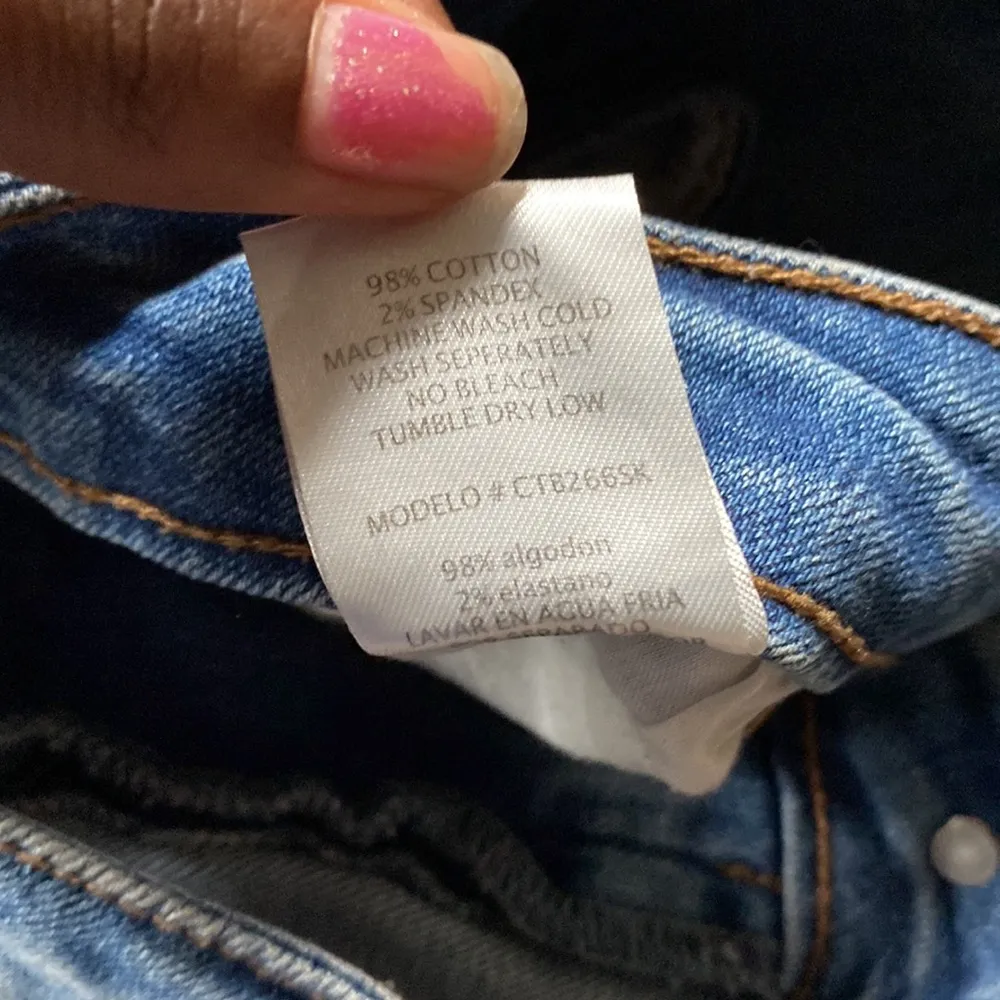 98% COTTON
2% SPANDEX
MACHINE WASH COLD
WASH SEPERATELY
NO BLEACH
TUMBLE DRY LOW
MODELO # CTB266SK
98% algodon
2% elastano
LAVAR EN AGUA FRIA
SEPARADO